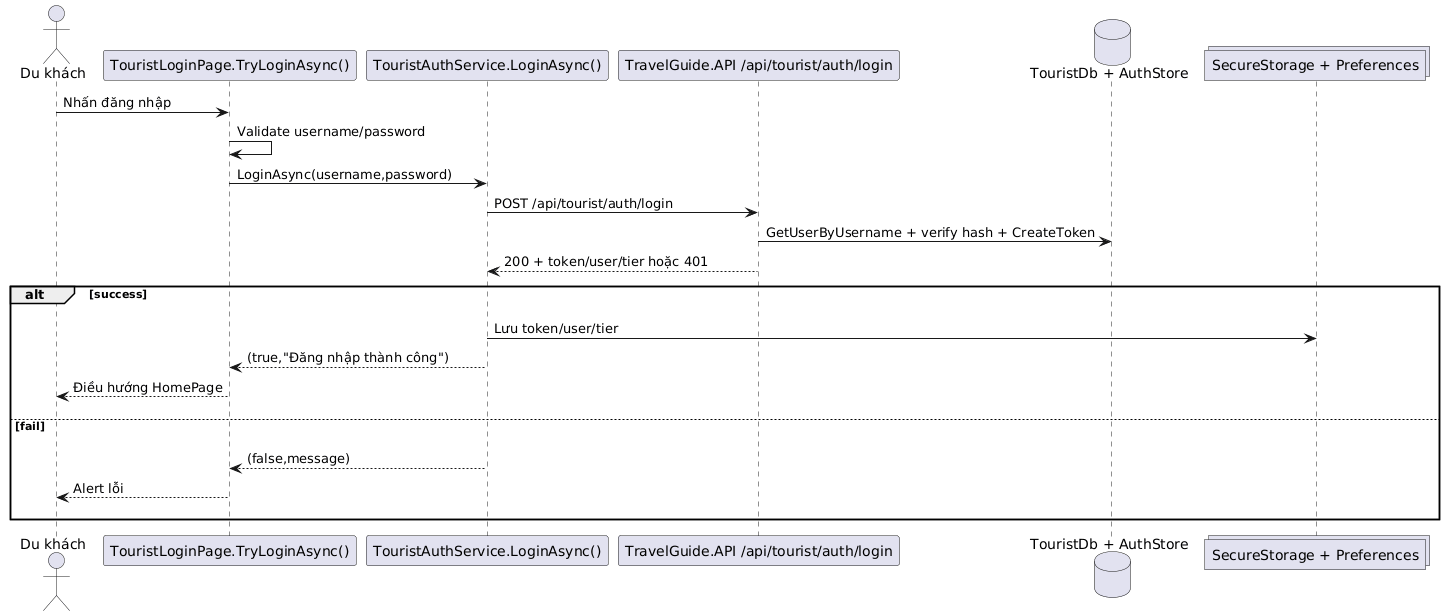 Du khách
TouristLoginPage.TryLoginAsync()
TouristAuthService.LoginAsync()
TravelGuide.API /api/tourist/auth/login
TouristDb + AuthStore
SecureStorage + Preferences
Nhấn đăng nhập
Validate username/password
LoginAsync(username,password)
POST /api/tourist/auth/login
GetUserByUsername + verify hash + CreateToken
200 + token/user/tier hoặc 401
alt [success]
Lưu token/user/tier
(true,"Đăng nhập thành công")
Điều hướng HomePage
[fail]
(false,message)
Alert lỗi
Du khách
TouristLoginPage.TryLoginAsync()
TouristAuthService.LoginAsync()
TravelGuide.API /api/tourist/auth/login
TouristDb + AuthStore
SecureStorage + Preferences